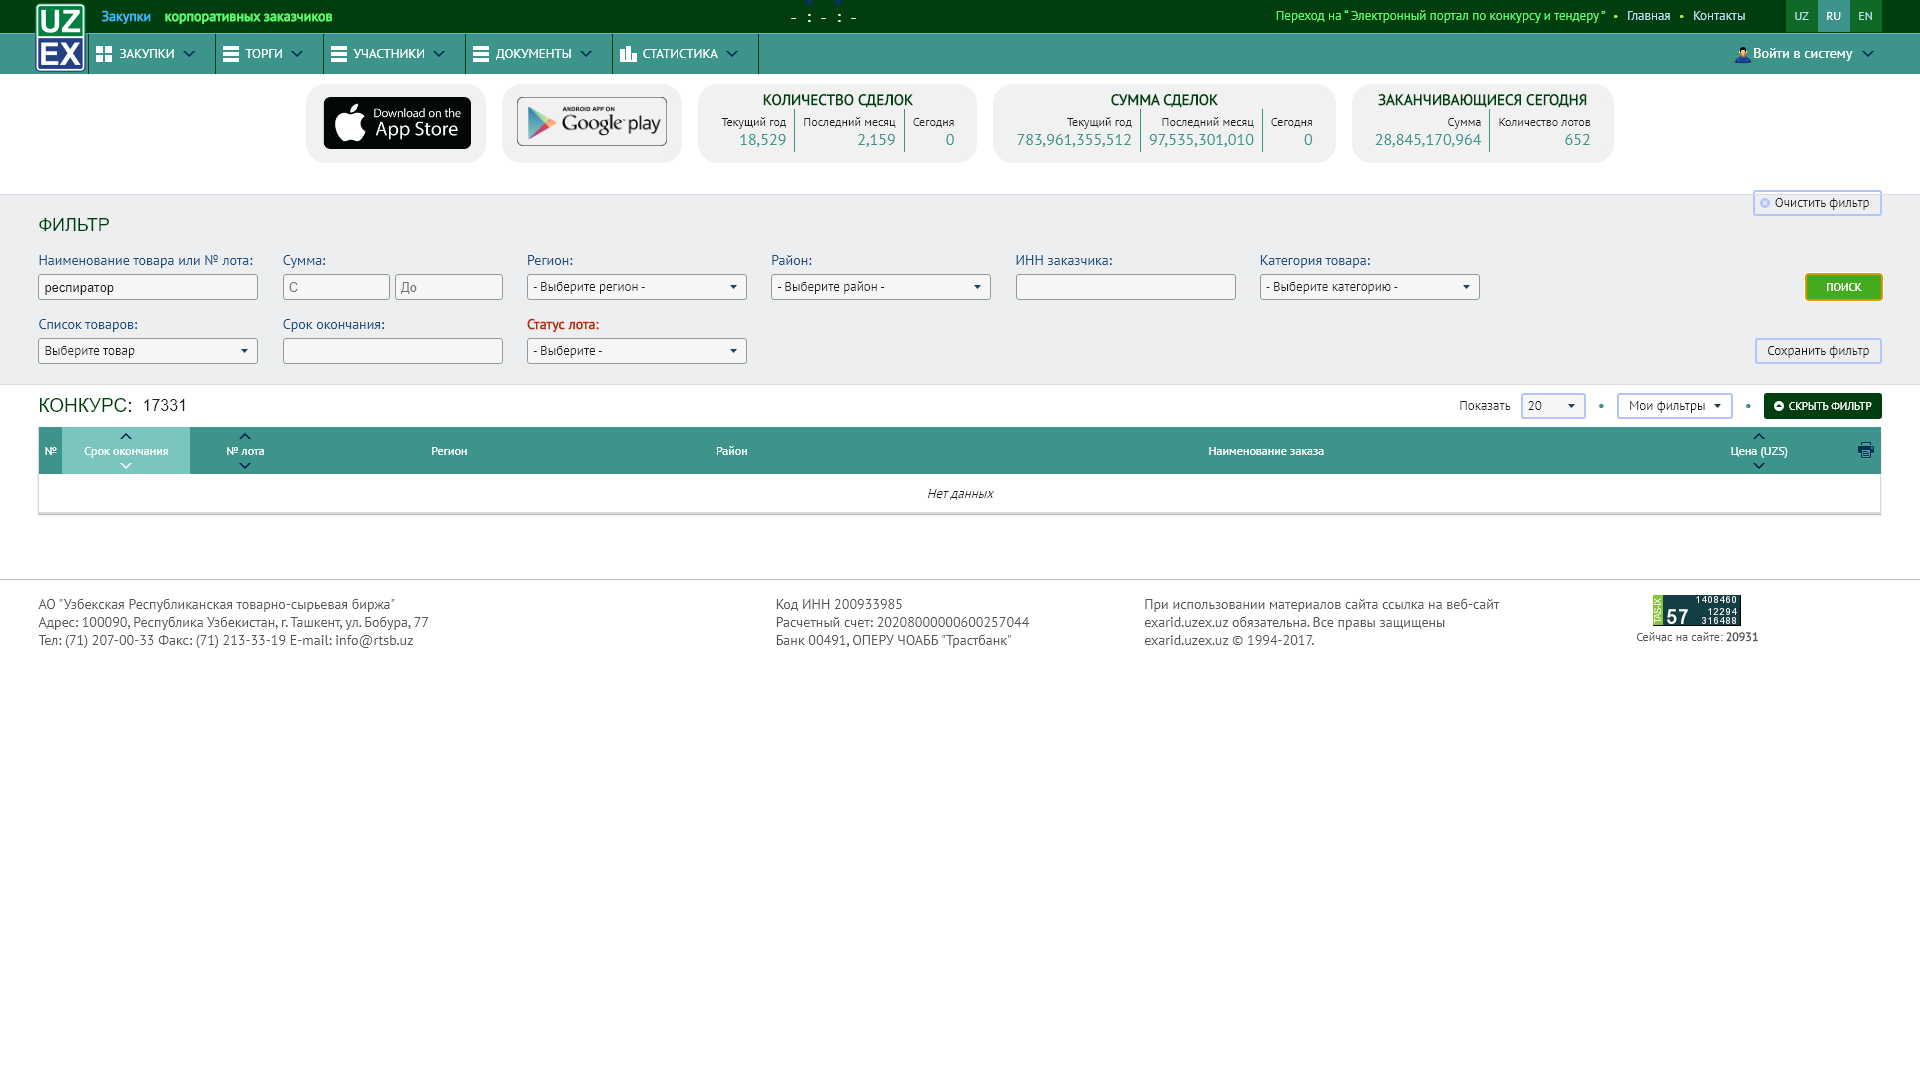 UZ
EX
Закупки корпоративных заказчиков
- : - : -
Переход на “ Электронный портал по конкурсу и тендеру ” • Главная • Контакты
UZ RU EN
ЗАКУПКИ ТОРГИ УЧАСТНИКИ ДОКУМЕНТЫ СТАТИСТИКА Войти в систему
Download on the
App Store
ANDROID APP ON
Google play
КОЛИЧЕСТВО СДЕЛОК
Текущий год Последний месяц Сегодня
18,529 2,159 0
СУММА СДЕЛОК
Текущий год Последний месяц Сегодня
783,961,355,512 97,535,301,010 0
ЗАКАНЧИВАЮЩИЕСЯ СЕГОДНЯ
Сумма Количество лотов
28,845,170,964 652
Очистить фильтр
ФИЛЬТР
Наименование товара или № лота: Сумма: Регион: Район: ИНН заказчика: Категория товара:
респиратор С До - Выберите регион - - Выберите район - - Выберите категорию - ПОИСК
Список товаров: Срок окончания: Статус лота:
Выберите товар - Выберите - Сохранить фильтр
КОНКУРС: 17331 Показать 20 • Мои фильтры • СКРЫТЬ ФИЛЬТР
№ Срок окончания № лота Регион Район Наименование заказа Цена (UZS)
Нет данных
АО "Узбекская Республиканская товарно-сырьевая биржа"
Адрес: 100090, Республика Узбекистан, г. Ташкент, ул. Бобура, 77
Тел: (71) 207-00-33 Факс: (71) 213-33-19 E-mail: info@rtsb.uz
Код ИНН 200933985
Расчетный счет: 20208000000600257044
Банк 00491, ОПЕРУ ЧОАББ "Трастбанк"
При использовании материалов сайта ссылка на веб-сайт
exarid.uzex.uz обязательна. Все правы защищены
exarid.uzex.uz © 1994-2017.
TAS-IX
57
1408460
12294
316488
Сейчас на сайте: 20931